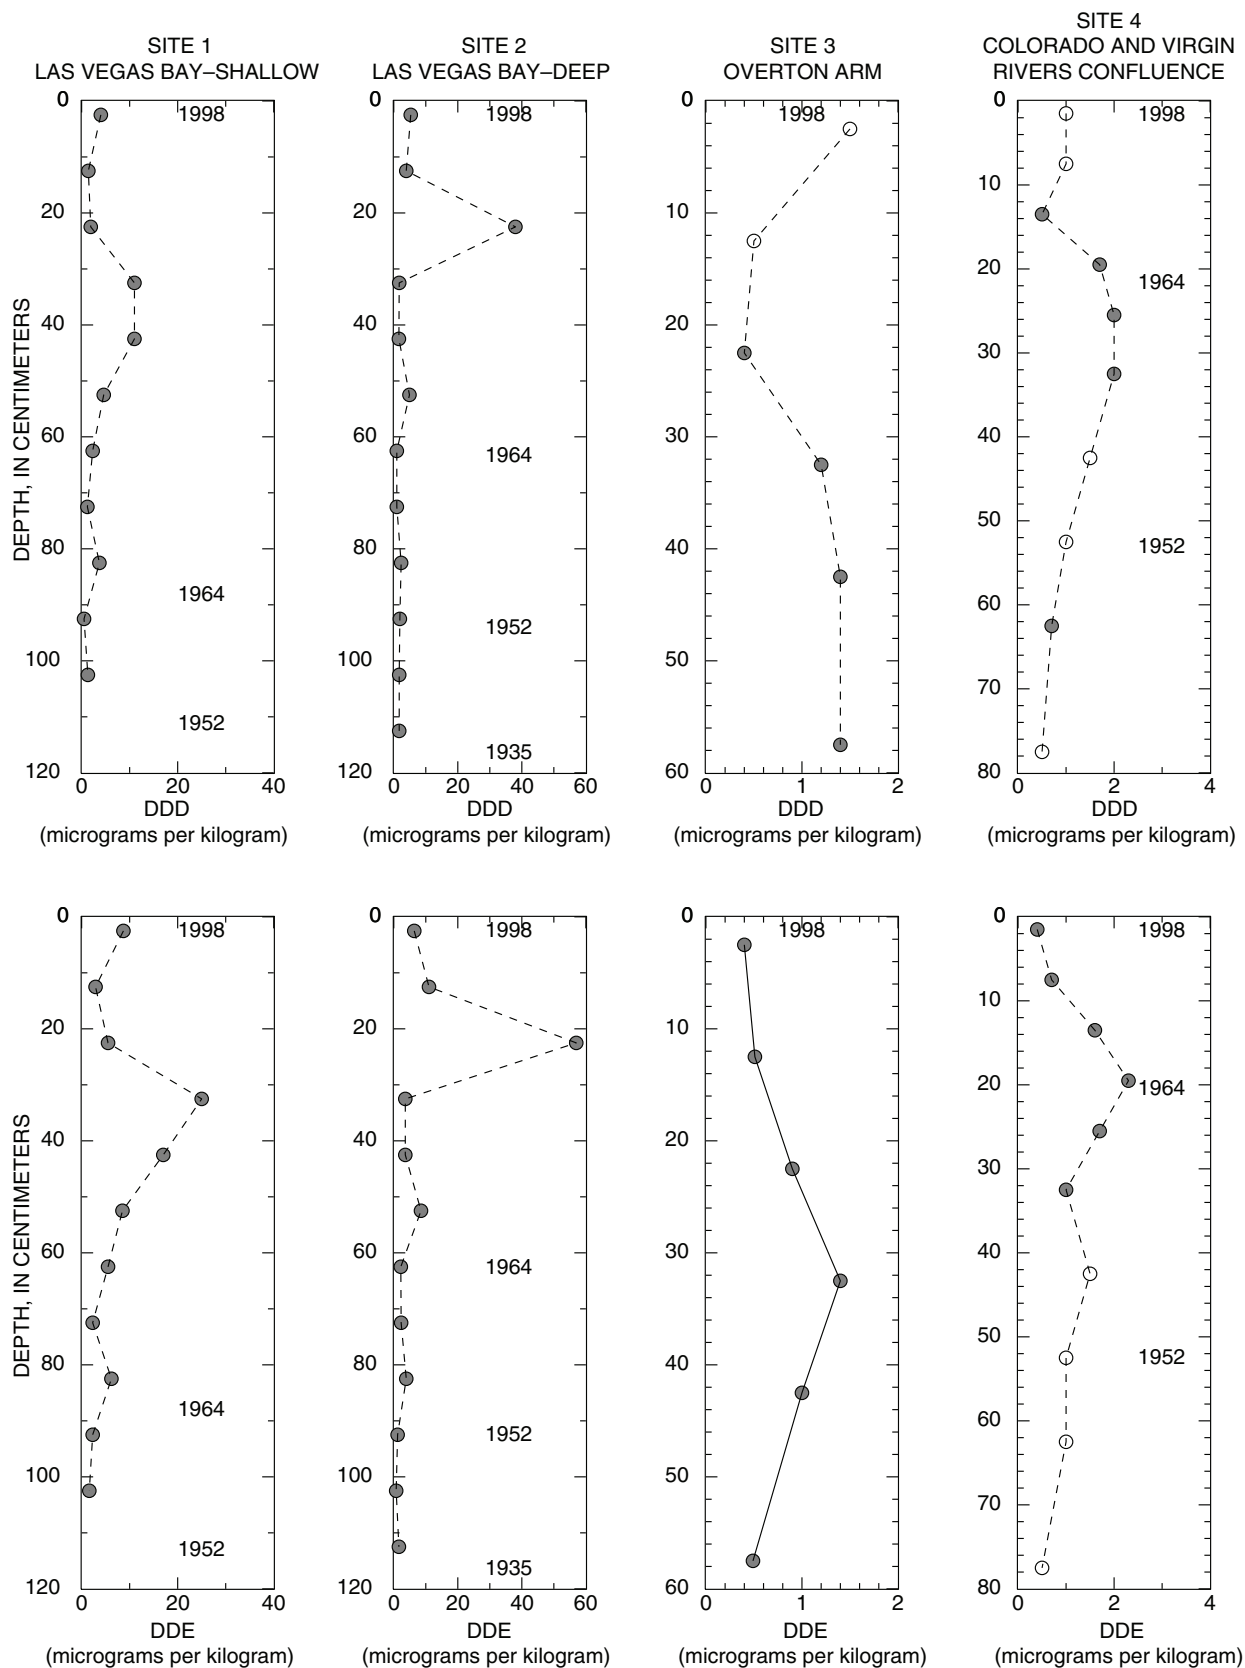 SITE 1
LAS VEGAS BAY–SHALLOW
SITE 2
LAS VEGAS BAY–DEEP
SITE 3
OVERTON ARM
SITE 4
COLORADO AND VIRGIN
RIVERS CONFLUENCE
DEPTH, IN CENTIMETERS
0
20
40
60
80
100
120
1998
1964
1952
0 20 40
DDD
(micrograms per kilogram)
0
20
40
60
80
100
120
1998
1964
1952
1935
0 20 40 60
DDD
(micrograms per kilogram)
0
10
20
30
40
50
60
1998
0 1 2
DDD
(micrograms per kilogram)
0
10
20
30
40
50
60
70
80
1998
1964
1952
0 2 4
DDD
(micrograms per kilogram)
DEPTH, IN CENTIMETERS
0
20
40
60
80
100
120
1998
1964
1952
0 20 40
DDE
(micrograms per kilogram)
0
20
40
60
80
100
120
1998
1964
1952
1935
0 20 40 60
DDE
(micrograms per kilogram)
0
10
20
30
40
50
60
1998
0 1 2
DDE
(micrograms per kilogram)
0
10
20
30
40
50
60
70
80
1998
1964
1952
0 2 4
DDE
(micrograms per kilogram)